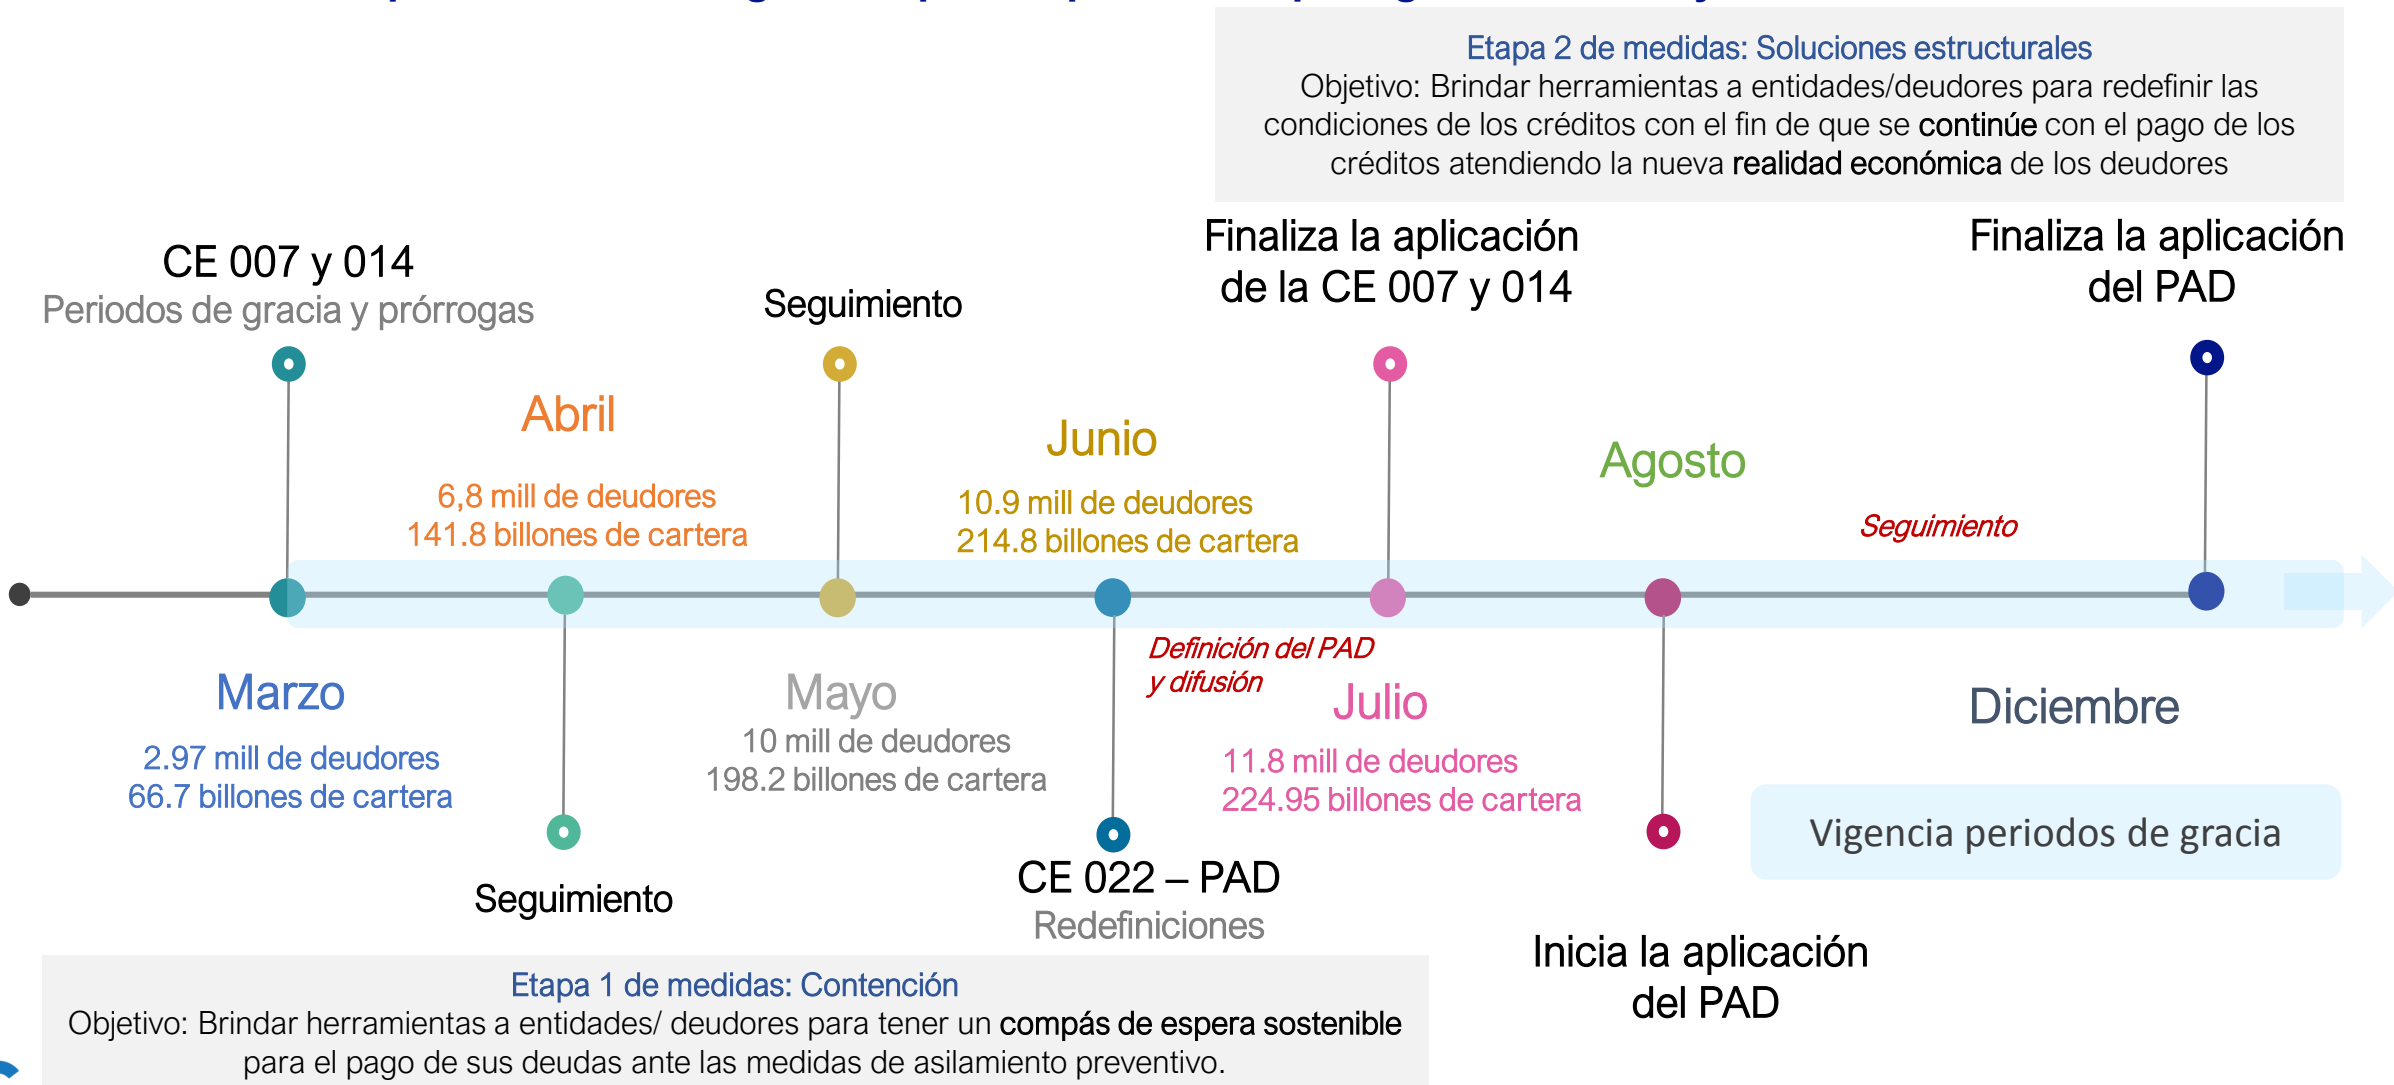 Etapa 2 de medidas: Soluciones estructurales
Objetivo: Brindar herramientas a entidades/deudores para redefinir las
condiciones de los créditos con el fin de que se continúe con el pago de los
créditos atendiendo la nueva realidad económica de los deudores
CE 007 y 014
Periodos de gracia y prórrogas
Seguimiento
Finaliza la aplicación
de la CE 007 y 014
Finaliza la aplicación
del PAD
Abril
6,8 mill de deudores
141.8 billones de cartera
Junio
10.9 mill de deudores
214.8 billones de cartera
Agosto
Seguimiento
Definición del PAD
y difusión
Marzo
2.97 mill de deudores
66.7 billones de cartera
Mayo
10 mill de deudores
198.2 billones de cartera
Julio
11.8 mill de deudores
224.95 billones de cartera
Diciembre
Vigencia periodos de gracia
Seguimiento
CE 022 – PAD
Redefiniciones
Inicia la aplicación
del PAD
Etapa 1 de medidas: Contención
Objetivo: Brindar herramientas a entidades/ deudores para tener un compás de espera sostenible
para el pago de sus deudas ante las medidas de asilamiento preventivo.